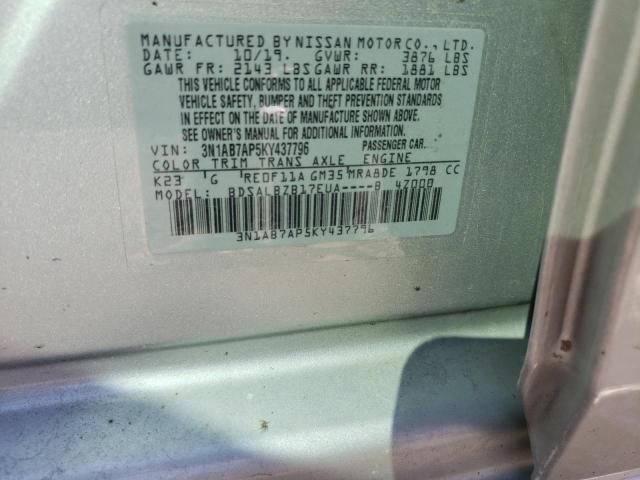 MANUFACTURED BY NISSAN MOTOR CO., LTD.
DATE: 10/19. GVWR: 3876 LBS
GAWR FR: 2143 LBS GAWR RR: 1881 LBS
THIS VEHICLE CONFORMS TO ALL APPLICABLE FEDERAL MOTOR
VEHICLE SAFETY, BUMPER AND THEFT PREVENTION STANDARDS
IN EFFECT ON THE DATE OF MANUFACTURE SHOWN ABOVE.
SEE OWNER'S MANUAL FOR ADDITIONAL INFORMATION.
VIN: 3N1AB7AP5KY437796 PASSENGER CAR
COLOR TRIM TRANS AXLE ENGINE
K23 G RE0F11A GM35 MRA8DE 1798 CC
MODEL: BDSALBZB17EUA----B 4Z000
3N1AB7AP5KY437796